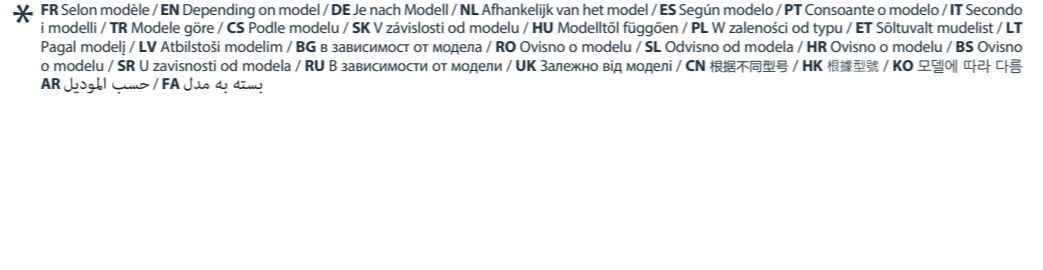 * FR Selon modèle / EN Depending on model / DE Je nach Modell / NL Afhankelijk van het model / ES Según modelo / PT Consoante o modelo / IT Secondo
i modelli / TR Modele göre / CS Podle modelu / SK V závislosti od modelu / HU Modelltől függően / PL W zaleności od typu / ET Sõltuvalt mudelist / LT
Pagal modelį / LV Atbilstoši modelim / BG в зависимост от модела / RO Ovisno o modelu / SL Odvisno od modela / HR Ovisno o modelu / BS Ovisno
o modelu / SR U zavisnosti od modela / RU В зависимости от модели / UK Залежно від моделі / CN 根据不同型号 / HK 根據型號 / KO 모델에 따라 다름
AR حسب الموديل / FA بسته به مدل